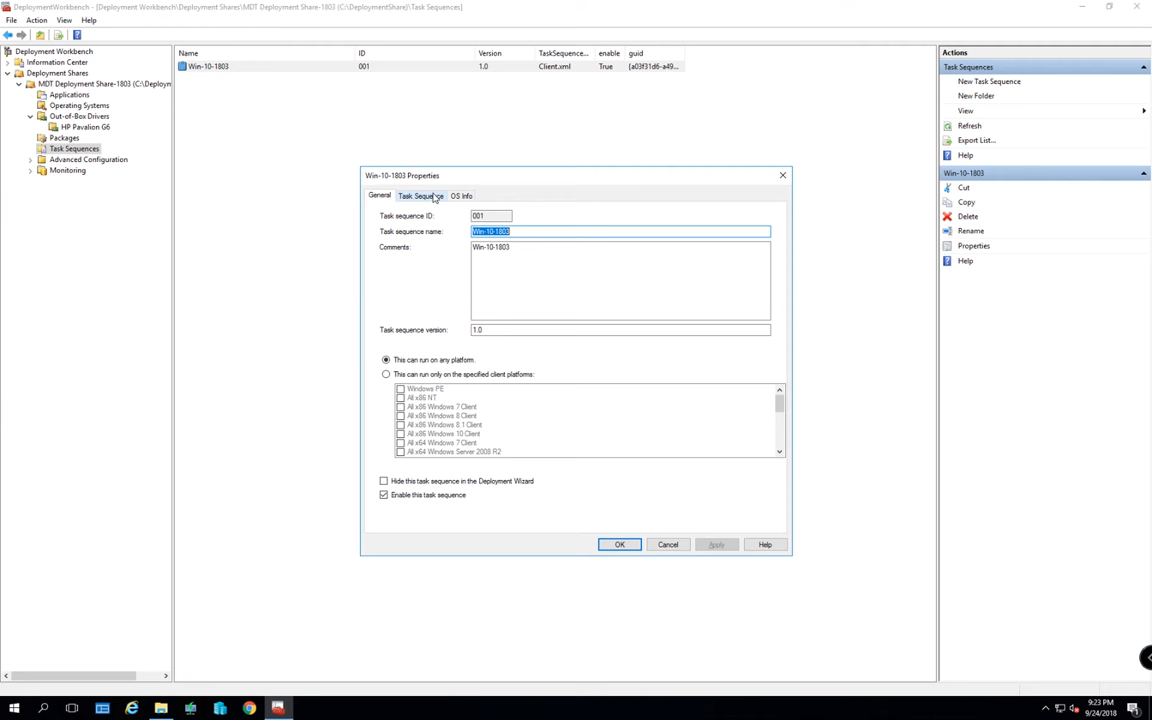 DeploymentWorkbench - [Deployment Workbench\Deployment Shares\MDT Deployment Share-1803 (C:\DeploymentShare)\Task Sequences]
File Action View Help
Deployment Workbench
Information Center
Deployment Shares
MDT Deployment Share-1803 (C:\Deploym
Applications
Operating Systems
Out-of-Box Drivers
HP Pavalion G6
Packages
Task Sequences
Advanced Configuration
Monitoring
Name ID Version TaskSequence... enable guid
Win-10-1803 001 1.0 Client.xml True {a03f31d6-a49...
Win-10-1803 Properties
General Task Sequence OS Info
Task sequence ID: 001
Task sequence name: Win-10-1803
Comments: Win-10-1803
Task sequence version: 1.0
This can run on any platform.
This can run only on the specified client platforms:
Windows PE
All x86 NT
All x86 Windows 7 Client
All x86 Windows 8 Client
All x86 Windows 8.1 Client
All x86 Windows 10 Client
All x64 Windows 7 Client
All x64 Windows Server 2008 R2
Hide this task sequence in the Deployment Wizard
Enable this task sequence
OK Cancel Apply Help
Actions
Task Sequences
New Task Sequence
New Folder
View
Refresh
Export List...
Help
Win-10-1803
Cut
Copy
Delete
Rename
Properties
Help
9:23 PM
9/24/2018